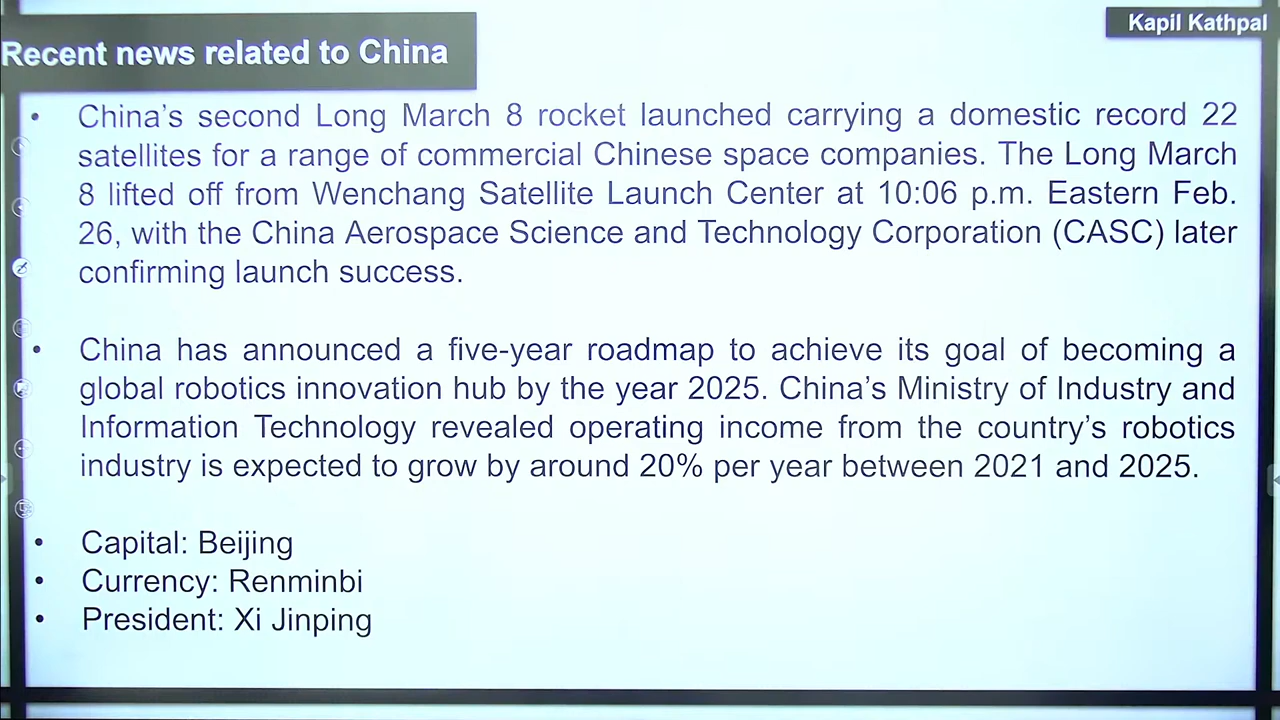 Kapil Kathpal
Recent news related to China
• China's second Long March 8 rocket launched carrying a domestic record 22
satellites for a range of commercial Chinese space companies. The Long March
8 lifted off from Wenchang Satellite Launch Center at 10:06 p.m. Eastern Feb.
26, with the China Aerospace Science and Technology Corporation (CASC) later
confirming launch success.
• China has announced a five-year roadmap to achieve its goal of becoming a
global robotics innovation hub by the year 2025. China's Ministry of Industry and
Information Technology revealed operating income from the country's robotics
industry is expected to grow by around 20% per year between 2021 and 2025.
• Capital: Beijing
• Currency: Renminbi
• President: Xi Jinping